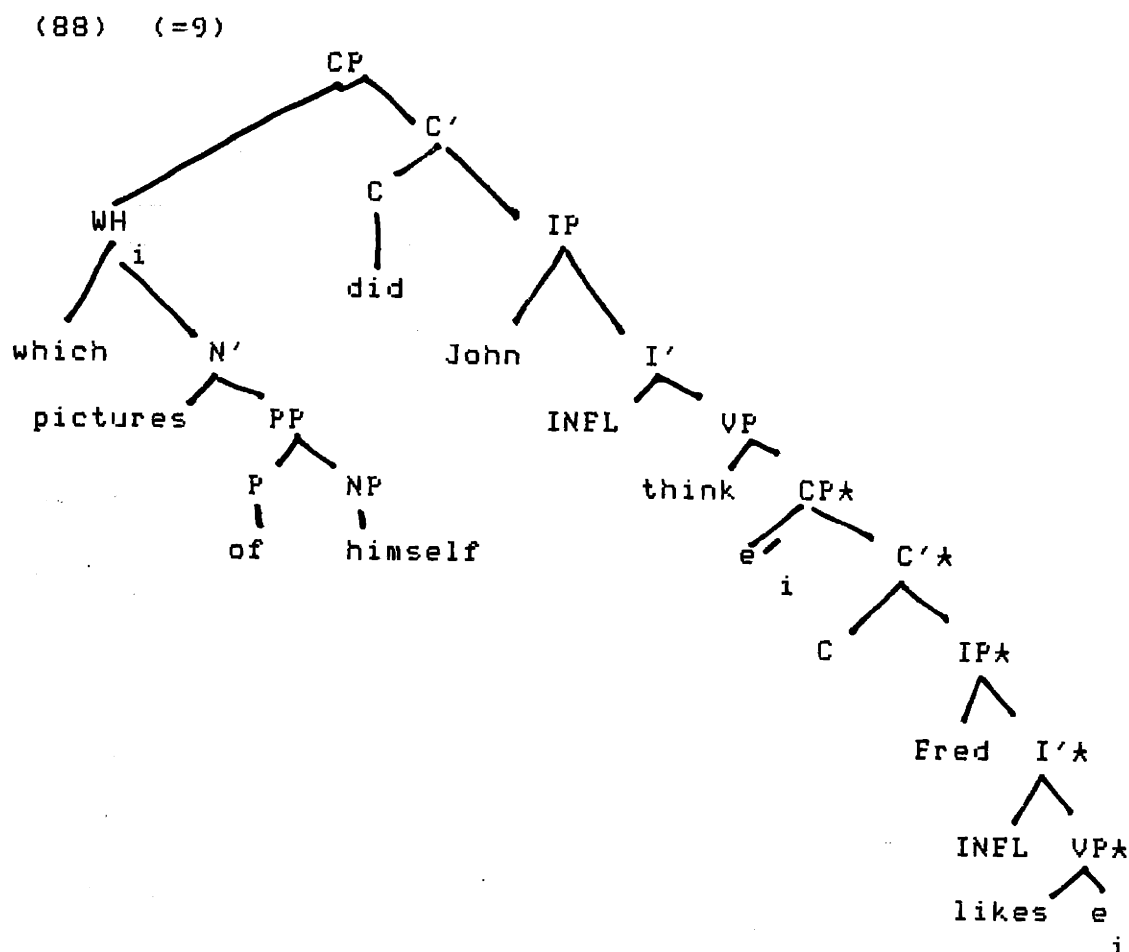 (88) (=9)
CP
C'
C
WH
i
IP
did
which
N'
John
I'
pictures
PP
INFL
VP
P
NP
think
CP*
of
himself
e'
i
C'*
C
IP*
Fred
I'*
INFL
VP*
likes
e
i